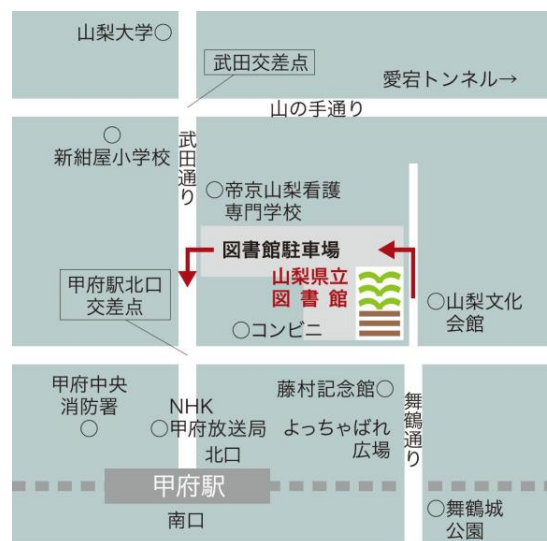 山梨大学○
武田交差点
愛宕トンネル→
山の手通り
○
新紺屋小学校
武田通り
○帝京山梨看護
専門学校
図書館駐車場
山梨県立
図書館
甲府駅北口
交差点
○コンビニ
○山梨文化
会館
甲府中央
消防署
○
NHK
○甲府放送局
北口
藤村記念館○
よっちゃばれ
広場
舞鶴通り
甲府駅
南口
○舞鶴城
公園